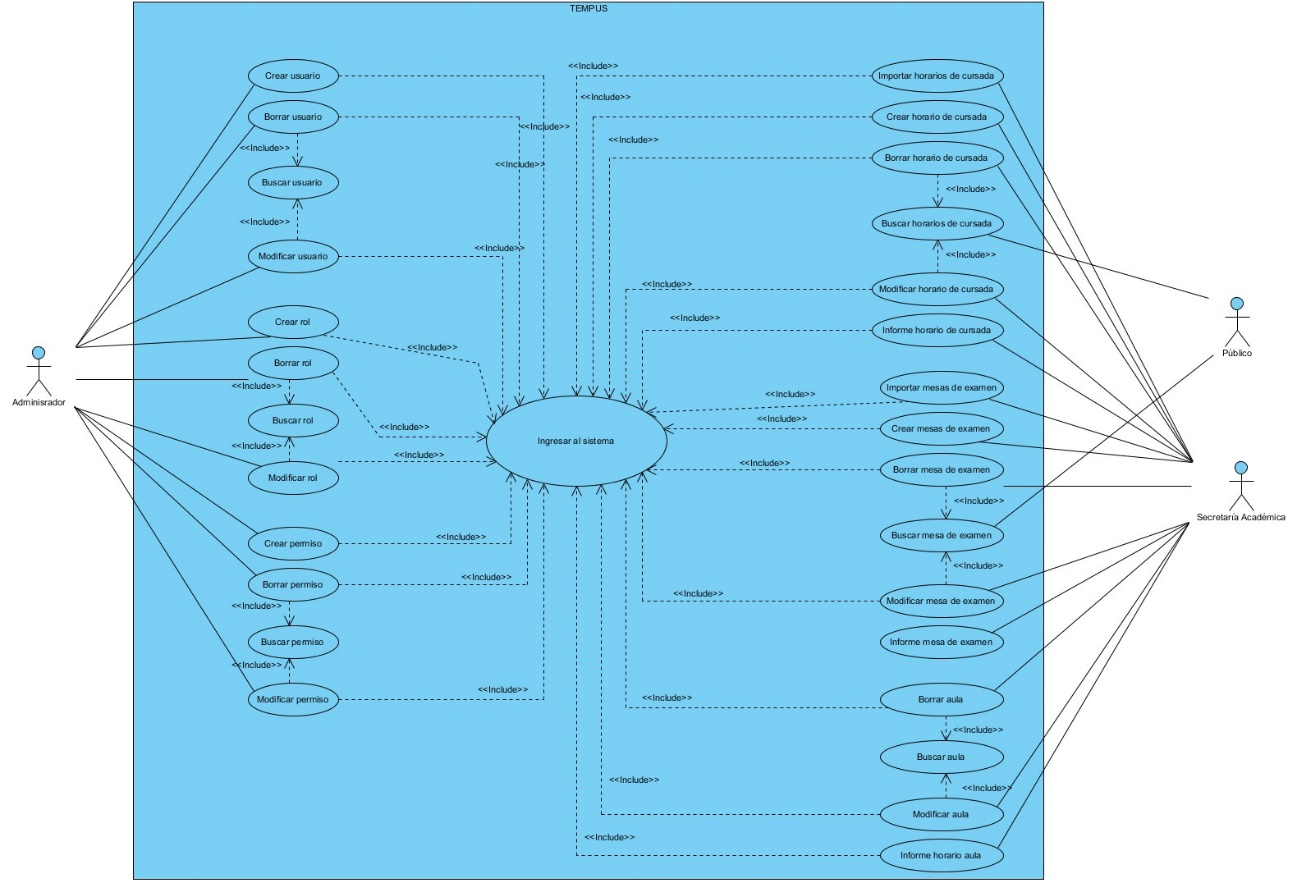 TEMPUS
Crear usuario
<<Include>>
Importar horarios de cursada
<<Include>>
Borrar usuario
<<Include>>
Crear horario de cursada
<<Include>>
<<Include>>
Borrar horario de cursada
<<Include>>
Buscar usuario
<<Include>>
<<Include>>
Buscar horarios de cursada
<<Include>>
Modificar usuario
<<Include>>
<<Include>>
Modificar horario de cursada
Público
Crear rol
<<Include>>
Informe horario de cursada
<<Include>>
Borrar rol
<<Include>>
Adminisrador
Importar mesas de examen
<<Include>>
Buscar rol
<<Include>>
Crear mesas de examen
<<Include>>
Ingresar al sistema
<<Include>>
<<Include>>
Modificar rol
<<Include>>
Borrar mesa de examen
<<Include>>
Secretaría Académica
Crear permiso
<<Include>>
Buscar mesa de examen
<<Include>>
Borrar permiso
<<Include>>
<<Include>>
<<Include>>
Modificar mesa de examen
Buscar permiso
Informe mesa de examen
<<Include>>
Modificar permiso
<<Include>>
<<Include>>
Borrar aula
<<Include>>
Buscar aula
<<Include>>
<<Include>>
Modificar aula
<<Include>>
Informe horario aula